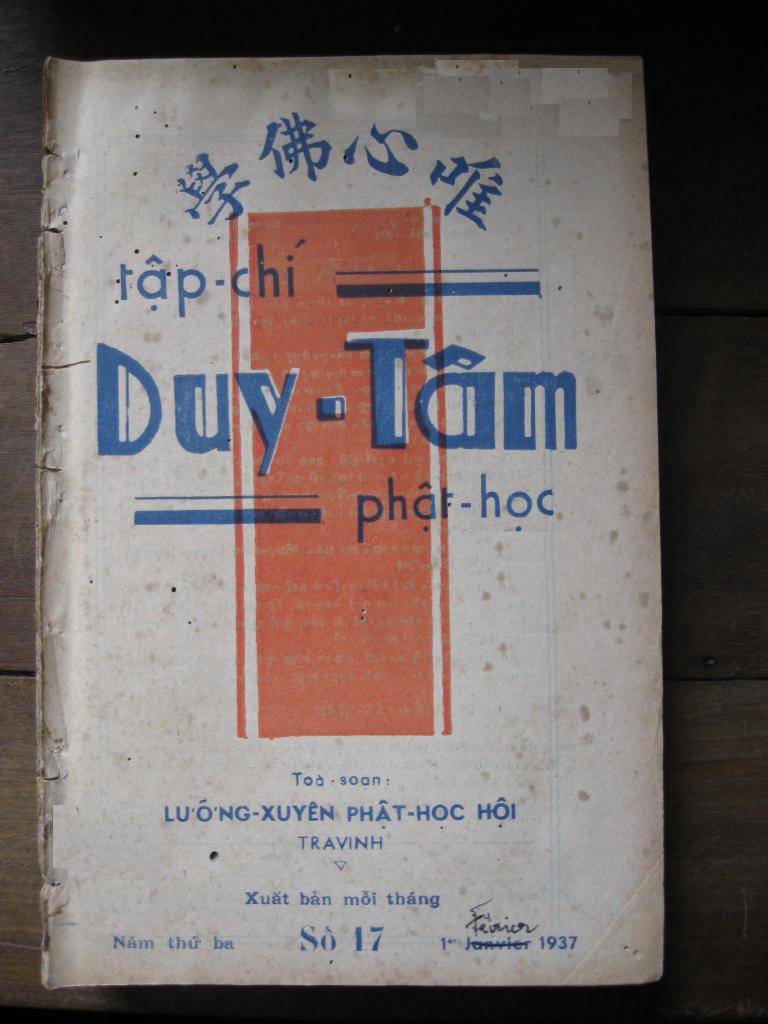 唯心佛學
tập-chí
Duy-Tâm
phật-học
Toà-soạn:
LƯỠNG-XUYÊN PHẬT-HỌC HỘI
TRAVINH
Xuất bản mỗi tháng
Février
Năm thứ ba Số 17 1er Janvier 1937